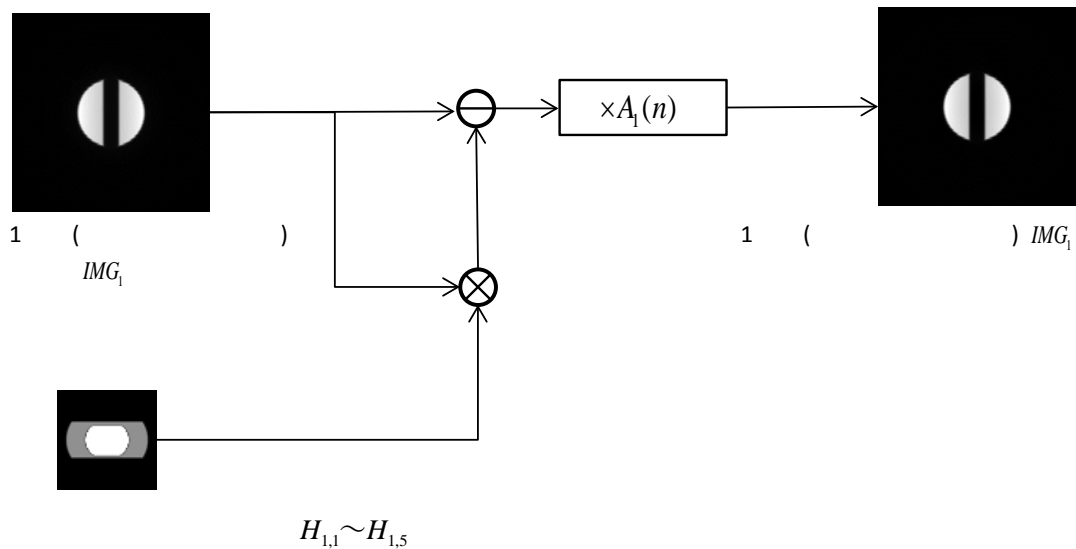 ×A₁(n)
1 ( )
IMG₁
1 ( ) IMG₁
H₁,₁～H₁,₅